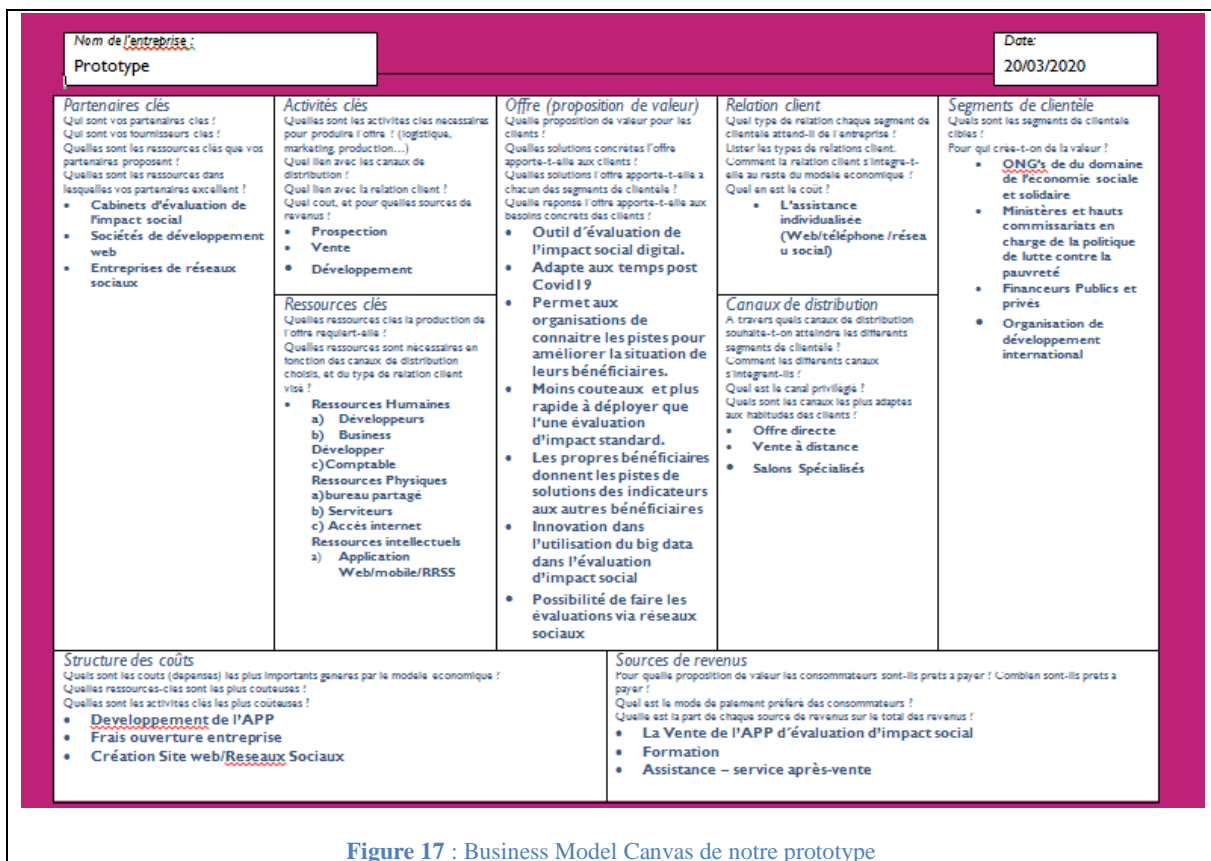 Nom de l'entreprise :
Prototype
Date:
20/03/2020
Partenaires clés
Qui sont vos partenaires clés ?
Qui sont vos fournisseurs clés ?
Quelles sont les ressources clés que vos
partenaires proposent ?
Quelles sont les ressources dans
lesquelles vos partenaires excellent ?
• Cabinets d'évaluation de
l'impact social
• Sociétés de développement
web
• Entreprises de réseaux
sociaux
Activités clés
Quelles sont les activités clés nécessaires
pour produire l'offre ? (logistique,
marketing, production...)
Quel lien avec les canaux de
distribution ?
Quel lien avec la relation client ?
Quel cout, et pour quelles sources de
revenus ?
• Prospection
• Vente
• Développement
Ressources clés
Quelles ressources clés la production de
l'offre requiert-elle ?
Quelles ressources sont nécessaires en
fonction des canaux de distribution
choisis, et du type de relation client
visé ?
• Ressources Humaines
a) Développeurs
b) Business
Développer
c)Comptable
Ressources Physiques
a)bureau partagé
b) Serviteurs
c) Accès internet
Ressources intellectuels
a) Application
Web/mobile/RRSS
Offre (proposition de valeur)
Quelle proposition de valeur pour les
clients ?
Quelles solutions concrètes l'offre
apporte-t-elle aux clients ?
Quelles solutions l'offre apporte-t-elle a
chacun des segments de clientèle ?
Quelle reponse l'offre apporte-t-elle aux
besoins concrets des clients ?
• Outil d'évaluation de
l'impact social digital.
• Adapte aux temps post
Covid19
• Permet aux
organisations de
connaitre les pistes pour
améliorer la situation de
leurs bénéficiaires.
• Moins couteaux et plus
rapide à déployer que
l'une évaluation
d'impact standard.
• Les propres bénéficiaires
donnent les pistes de
solutions des indicateurs
aux autres bénéficiaires
• Innovation dans
l'utilisation du big data
dans l'évaluation
d'impact social
• Possibilité de faire les
évaluations via réseaux
sociaux
Relation client
Quel type de relation chaque segment de
clientèle attend-il de l'entreprise ?
Lister les types de relations client.
Comment la relation client s'intègre-t-
elle au reste du modele economique ?
Quel en est le coût ?
• L'assistance
individualisée
(Web/téléphone /résea
u social)
Canaux de distribution
A travers quels canaux de distribution
souhaite-t-on atteindre les différents
segments de clientèle ?
Comment les différents canaux
s'intègrent-ils ?
Quel est le canal privilégié ?
Quels sont les canaux les plus adaptes
aux habitudes des clients ?
• Offre directe
• Vente à distance
• Salons Spécialisés
Segments de clientèle
Quels sont les segments de clientèle
cibles ?
Pour qui crée-t-on de la valeur ?
• ONG's de du domaine
de l'économie sociale
et solidaire
• Ministères et hauts
commissariats en
charge de la politique
de lutte contre la
pauvreté
• Financeurs Publics et
privés
• Organisation de
développement
international
Structure des coûts
Quels sont les couts (depenses) les plus importants generes par le modele economique ?
Quelles ressources-clés sont les plus couteuses ?
Quelles sont les activités clés les plus coûteuses ?
• Developpement de l'APP
• Frais ouverture entreprise
• Création Site web/Reseaux Sociaux
Sources de revenus
Pour quelle proposition de valeur les consommateurs sont-ils prets a payer ? Combien sont-ils prets a
payer ?
Quel est le mode de paiement préféré des consommateurs ?
Quelle est la part de chaque source de revenus sur le total des revenus ?
• La Vente de l'APP d´évaluation d'impact social
• Formation
• Assistance – service après-vente
Figure 17 : Business Model Canvas de notre prototype